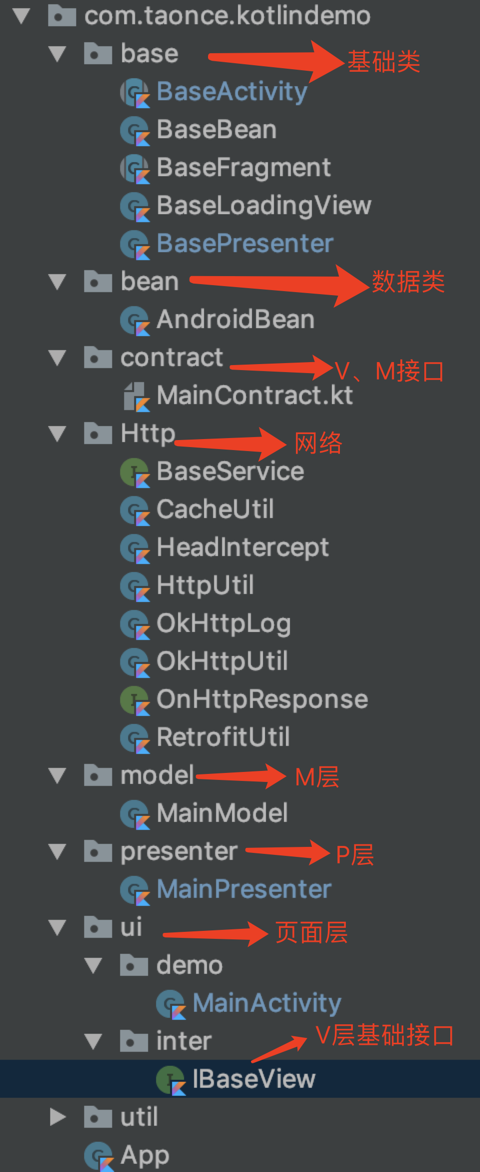 com.taonce.kotlindemo
base 基础类
BaseActivity
BaseBean
BaseFragment
BaseLoadingView
BasePresenter
bean 数据类
AndroidBean
contract V、M接口
MainContract.kt
Http 网络
BaseService
CacheUtil
HeadIntercept
HttpUtil
OkHttpLog
OkHttpUtil
OnHttpResponse
RetrofitUtil
model M层
MainModel
presenter P层
MainPresenter
ui 页面层
demo
MainActivity
inter V层基础接口
IBaseView
util
App